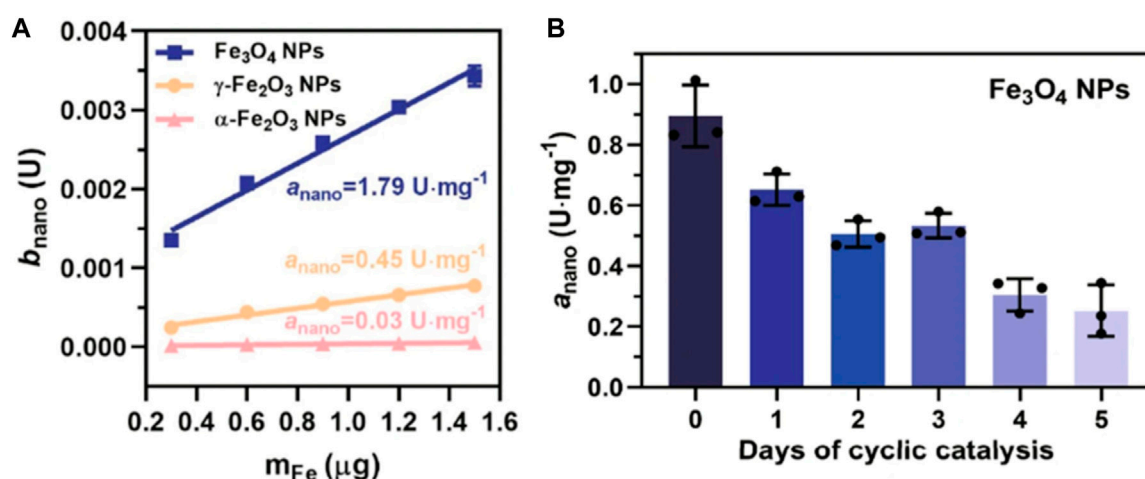 A
b_nano (U)
0.004
0.003
0.002
0.001
0.000
Fe₃O₄ NPs
γ-Fe₂O₃ NPs
α-Fe₂O₃ NPs
a_nano=1.79 U·mg⁻¹
a_nano=0.45 U·mg⁻¹
a_nano=0.03 U·mg⁻¹
0.2 0.4 0.6 0.8 1.0 1.2 1.4 1.6
m_Fe (μg)
B
a_nano (U·mg⁻¹)
1.0
0.8
0.6
0.4
0.2
0.0
Fe₃O₄ NPs
0 1 2 3 4 5
Days of cyclic catalysis